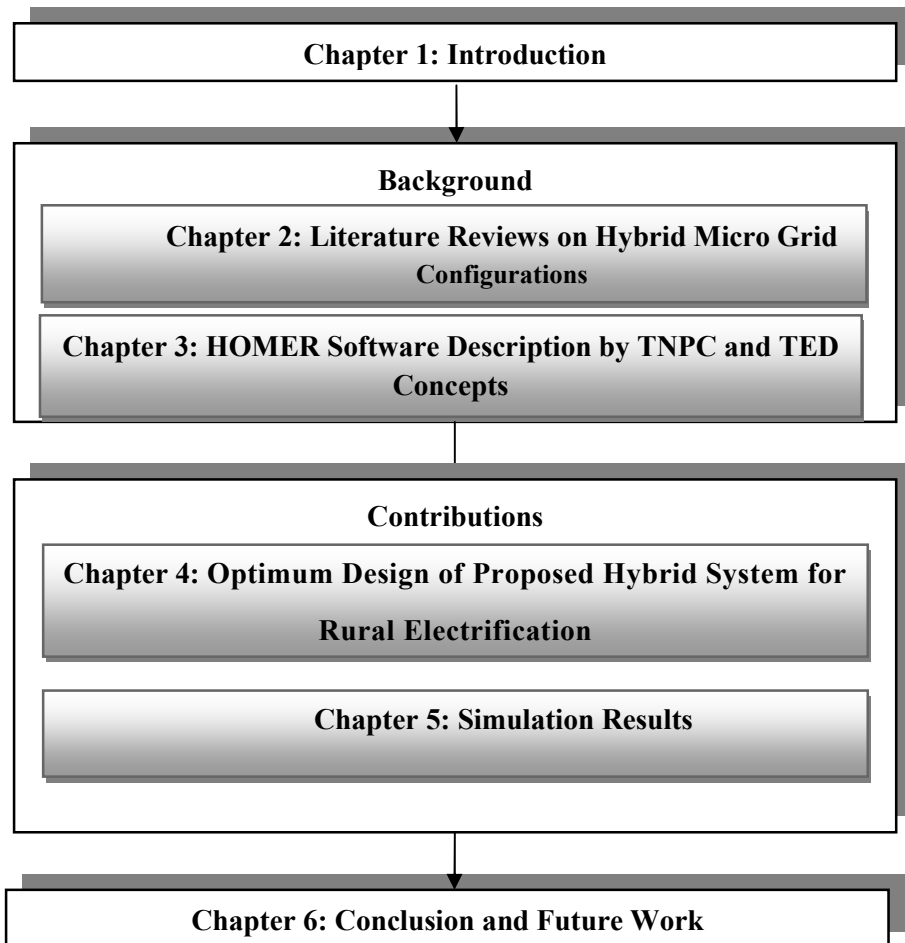 Chapter 1: Introduction
Background
Chapter 2: Literature Reviews on Hybrid Micro Grid
Configurations
Chapter 3: HOMER Software Description by TNPC and TED
Concepts
Contributions
Chapter 4: Optimum Design of Proposed Hybrid System for
Rural Electrification
Chapter 5: Simulation Results
Chapter 6: Conclusion and Future Work